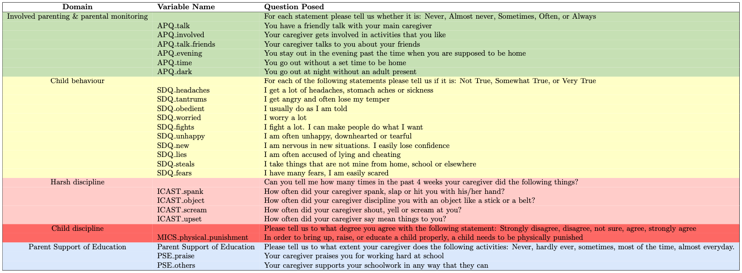 Domain Variable Name Question Posed
Involved parenting & parental monitoring For each statement please tell us whether it is: Never, Almost never, Sometimes, Often, or Always
APQ.talk You have a friendly talk with your main caregiver
APQ.involved Your caregiver gets involved in activities that you like
APQ.talk.friends Your caregiver talks to you about your friends
APQ.evening You stay out in the evening past the time when you are supposed to be home
APQ.time You go out without a set time to be home
APQ.dark You go out at night without an adult present
Child behaviour For each of the following statements please tell us if it is: Not True, Somewhat True, or Very True
SDQ.headaches I get a lot of headaches, stomach aches or sickness
SDQ.tantrums I get angry and often lose my temper
SDQ.obedient I usually do as I am told
SDQ.worried I worry a lot
SDQ.fights I fight a lot. I can make people do what I want
SDQ.unhappy I am often unhappy, downhearted or tearful
SDQ.new I am nervous in new situations. I easily lose confidence
SDQ.lies I am often accused of lying and cheating
SDQ.steals I take things that are not mine from home, school or elsewhere
SDQ.fears I have many fears, I am easily scared
Harsh discipline Can you tell me how many times in the past 4 weeks your caregiver did the following things?
ICAST.spank How often did your caregiver spank, slap or hit you with his/her hand?
ICAST.object How often did your caregiver discipline you with an object like a stick or a belt?
ICAST.scream How often did your caregiver shout, yell or scream at you?
ICAST.upset How often did your caregiver say mean things to you?
Child discipline Please tell us to what degree you agree with the following statement: Strongly disagree, disagree, not sure, agree, strongly agree
MICS.physical.punishment In order to bring up, raise, or educate a child properly, a child needs to be physically punished
Parent Support of Education Parent Support of Education Please tell us to what extent your caregiver does the following activities: Never, hardly ever, sometimes, most of the time, almost everyday.
PSE.praise Your caregiver praises you for working hard at school
PSE.others Your caregiver supports your schoolwork in any way that they can